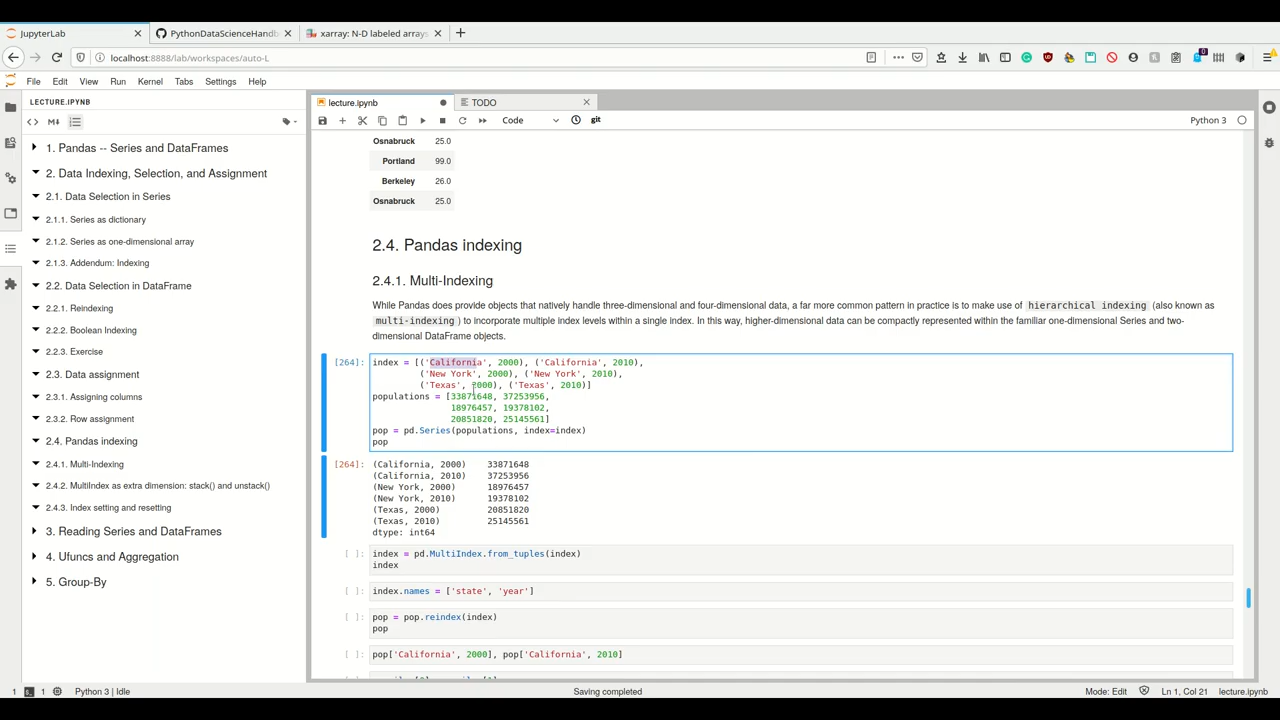 JupyterLab
PythonDataScienceHandb
xarray: N-D labeled arrays
localhost:8888/lab/workspaces/auto-L
File Edit View Run Kernel Tabs Settings Help
LECTURE.IPYNB
1. Pandas -- Series and DataFrames
2. Data Indexing, Selection, and Assignment
2.1. Data Selection in Series
2.1.1. Series as dictionary
2.1.2. Series as one-dimensional array
2.1.3. Addendum: Indexing
2.2. Data Selection in DataFrame
2.2.1. Reindexing
2.2.2. Boolean Indexing
2.2.3. Exercise
2.3. Data assignment
2.3.1. Assigning columns
2.3.2. Row assignment
2.4. Pandas indexing
2.4.1. Multi-Indexing
2.4.2. MultiIndex as extra dimension: stack() and unstack()
2.4.3. Index setting and resetting
3. Reading Series and DataFrames
4. Ufuncs and Aggregation
5. Group-By
lecture.ipynb
TODO
Code
git
Python 3
Osnabruck 25.0
Portland 99.0
Berkeley 26.0
Osnabruck 25.0
2.4. Pandas indexing
2.4.1. Multi-Indexing
While Pandas does provide objects that natively handle three-dimensional and four-dimensional data, a far more common pattern in practice is to make use of hierarchical indexing (also known as
multi-indexing ) to incorporate multiple index levels within a single index. In this way, higher-dimensional data can be compactly represented within the familiar one-dimensional Series and two-
dimensional DataFrame objects.
[264]: index = [('California', 2000), ('California', 2010),
('New York', 2000), ('New York', 2010),
('Texas', 2000), ('Texas', 2010)]
populations = [33871648, 37253956,
18976457, 19378102,
20851820, 25145561]
pop = pd.Series(populations, index=index)
pop
[264]: (California, 2000) 33871648
(California, 2010) 37253956
(New York, 2000) 18976457
(New York, 2010) 19378102
(Texas, 2000) 20851820
(Texas, 2010) 25145561
dtype: int64
[ ]: index = pd.MultiIndex.from_tuples(index)
index
[ ]: index.names = ['state', 'year']
[ ]: pop = pop.reindex(index)
pop
[ ]: pop['California', 2000], pop['California', 2010]
1 1 Python 3 | Idle Saving completed Mode: Edit Ln 1, Col 21 lecture.ipynb